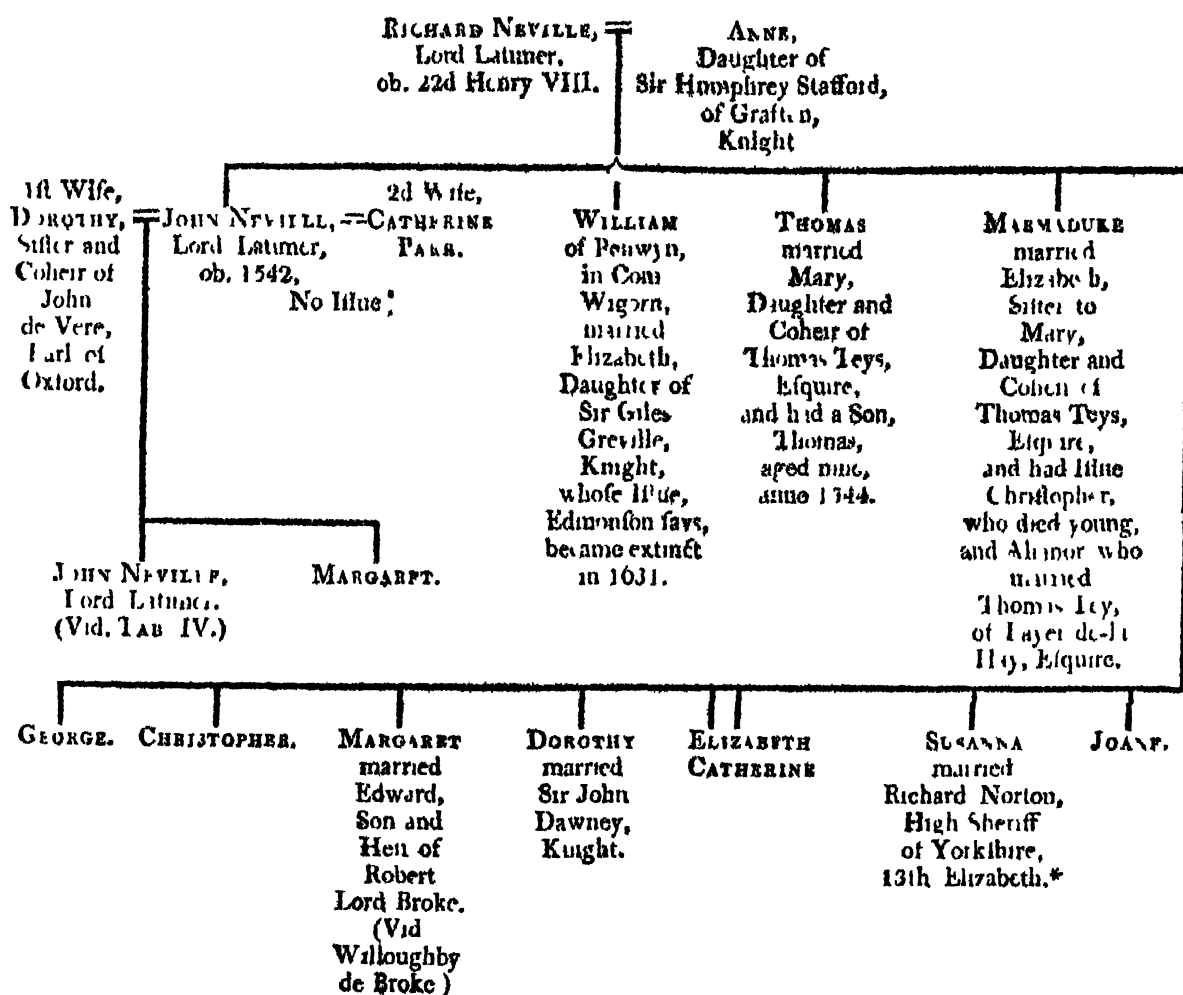 RICHARD NEVILLE,
Lord Latimer.
ob. 22d Henry VIII.
ANNE,
Daughter of
Sir Humphrey Stafford,
of Grafton,
Knight
1ſt Wife,
DOROTHY,
Siſter and
Coheir of
John
de Vere,
Earl of
Oxford.
JOHN NEVILL,
Lord Latimer,
ob. 1542,
2d Wife,
CATHERINE
PARR.
No Iſſue.
WILLIAM
of Penwyn,
in Com
Wigorn,
married
Elizabeth,
Daughter of
Sir Giles
Greville,
Knight,
whoſe Iſſue,
Edmonſon ſays,
became extinct
in 1631.
THOMAS
married
Mary,
Daughter and
Coheir of
Thomas Teys,
Eſquire,
and had a Son,
Thomas,
aged nine,
anno 1544.
MARMADUKE
married
Elizabeth,
Siſter to
Mary,
Daughter and
Coheir of
Thomas Teys,
Eſquire,
and had Iſſue
Chriſtopher,
who died young,
and Alianor who
married
Thomas Tey,
of Layer de-la
Hay, Eſquire.
JOHN NEVILLE,
Lord Latimer.
(Vid. TAB IV.)
MARGARET.
GEORGE.
CHRISTOPHER.
MARGARET
married
Edward,
Son and
Heir of
Robert
Lord Broke.
(Vid
Willoughby
de Broke)
DOROTHY
married
Sir John
Dawney,
Knight.
ELIZABETH
CATHERINE
SUSANNA
married
Richard Norton,
High Sheriff
of Yorkſhire,
13th Elizabeth.*
JOANE.